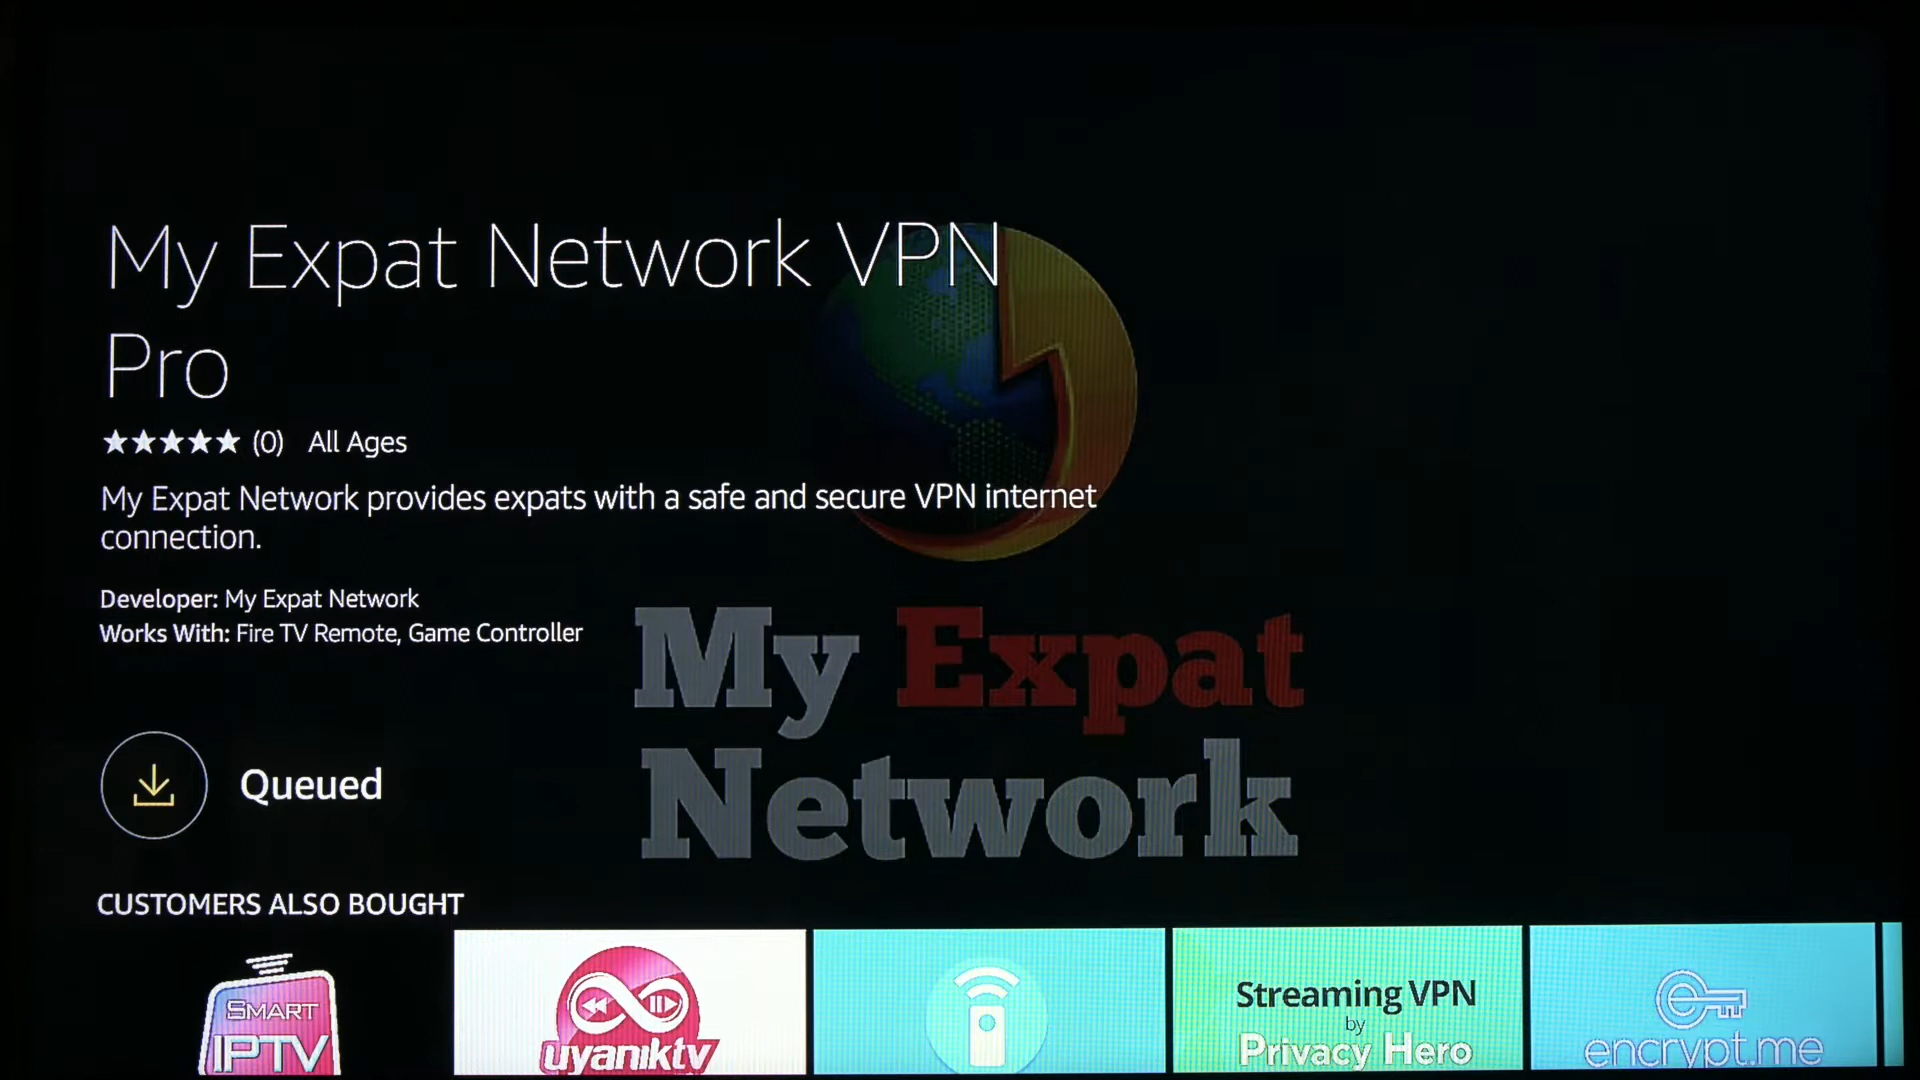 My Expat Network VPN
Pro
(0) All Ages
My Expat Network provides expats with a safe and secure VPN internet
connection.
Developer: My Expat Network
Works With: Fire TV Remote, Game Controller
My Expat
Network
Queued
CUSTOMERS ALSO BOUGHT
SMART
IPTV
uyanıktv
Streaming VPN
by
Privacy Hero
encrypt.me